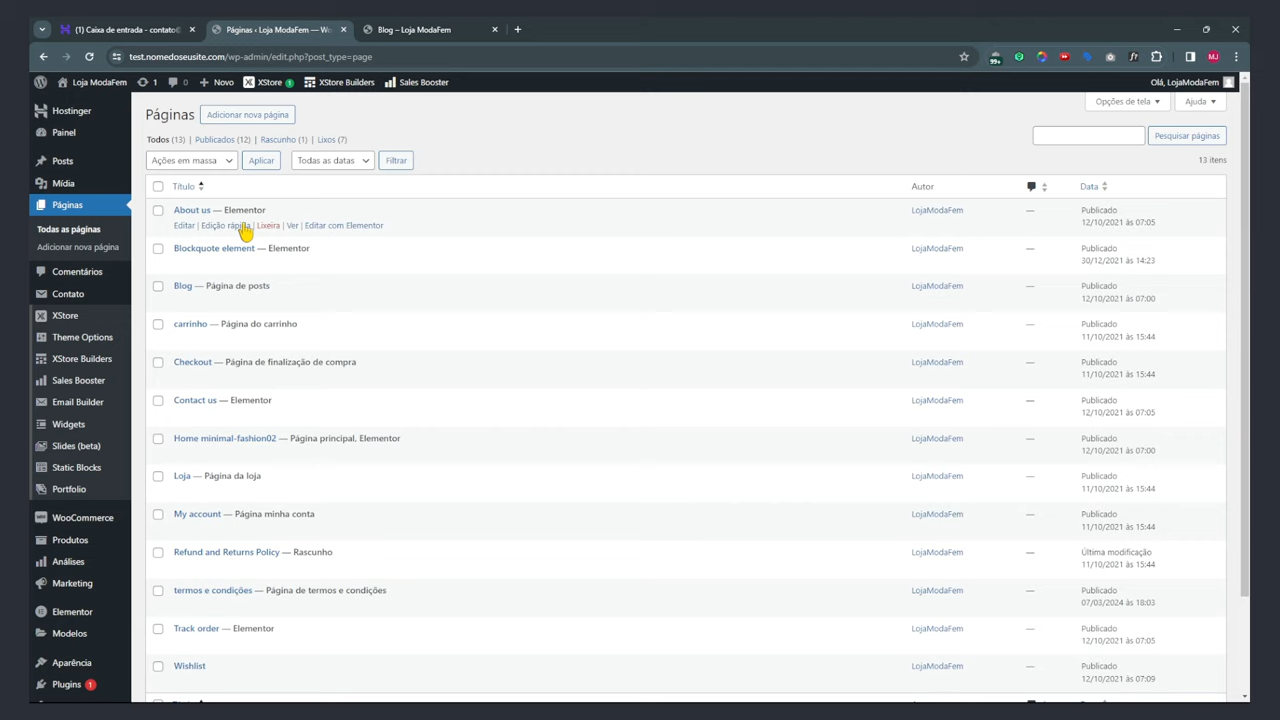 (1) Caixa de entrada - contato@
Páginas ‹ Loja ModaFem — Wo
Blog – Loja ModaFem
test.nomedoseusite.com/wp-admin/edit.php?post_type=page
99+
f?
MJ
Loja ModaFem
1
Novo
XStore 1
XStore Builders
Sales Booster
Olá, LojaModaFem
Hostinger
Painel
Posts
Mídia
Páginas
Todas as páginas
Adicionar nova página
Comentários
Contato
XStore
Theme Options
XStore Builders
Sales Booster
Email Builder
Widgets
Slides (beta)
Static Blocks
Portfolio
WooCommerce
Produtos
Análises
Marketing
Elementor
Modelos
Aparência
Plugins 1
Páginas
Adicionar nova página
Opções de tela
Ajuda
Todos (13) | Publicados (12) | Rascunho (1) | Lixos (7)
Pesquisar páginas
Ações em massa
Aplicar
Todas as datas
Filtrar
13 itens
Título
Autor
Data
About us — Elementor
Editar | Edição rápida | Lixeira | Ver | Editar com Elementor
LojaModaFem
Publicado
12/10/2021 às 07:05
Blockquote element — Elementor
LojaModaFem
—
Publicado
30/12/2021 às 14:23
Blog — Página de posts
LojaModaFem
—
Publicado
12/10/2021 às 07:00
carrinho — Página do carrinho
LojaModaFem
—
Publicado
11/10/2021 às 15:44
Checkout — Página de finalização de compra
LojaModaFem
—
Publicado
11/10/2021 às 15:44
Contact us — Elementor
LojaModaFem
—
Publicado
12/10/2021 às 07:05
Home minimal-fashion02 — Página principal, Elementor
LojaModaFem
—
Publicado
12/10/2021 às 07:00
Loja — Página da loja
LojaModaFem
—
Publicado
11/10/2021 às 15:44
My account — Página minha conta
LojaModaFem
—
Publicado
11/10/2021 às 15:44
Refund and Returns Policy — Rascunho
LojaModaFem
—
Última modificação
11/10/2021 às 15:44
termos e condições — Página de termos e condições
LojaModaFem
—
Publicado
07/03/2024 às 18:03
Track order — Elementor
LojaModaFem
—
Publicado
12/10/2021 às 07:05
Wishlist
LojaModaFem
—
Publicado
12/10/2021 às 07:09